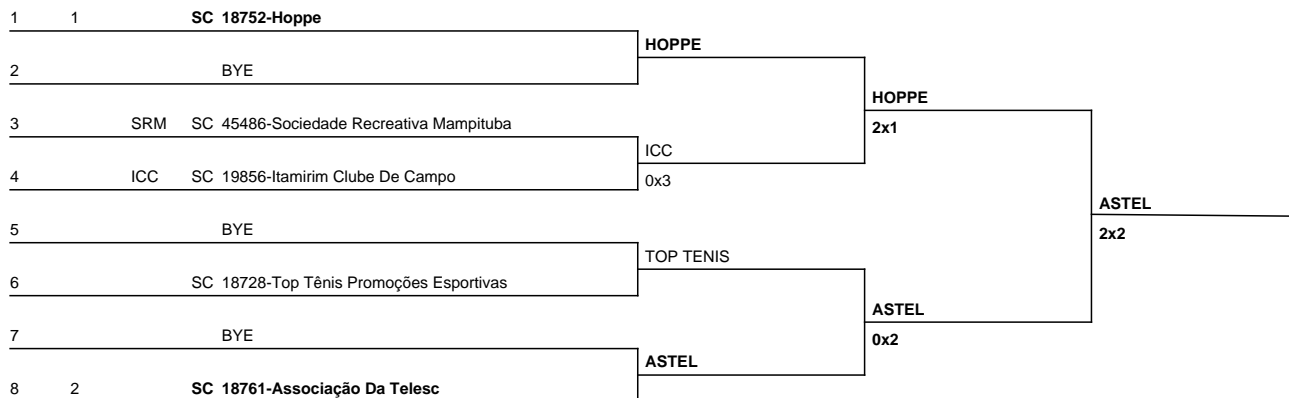 1 1 SC 18752-Hoppe
HOPPE
2 BYE
HOPPE
3 SRM SC 45486-Sociedade Recreativa Mampituba
2x1
ICC
4 ICC SC 19856-Itamirim Clube De Campo
0x3
ASTEL
5 BYE
2x2
TOP TENIS
6 SC 18728-Top Tênis Promoções Esportivas
ASTEL
7 BYE
0x2
ASTEL
8 2 SC 18761-Associação Da Telesc